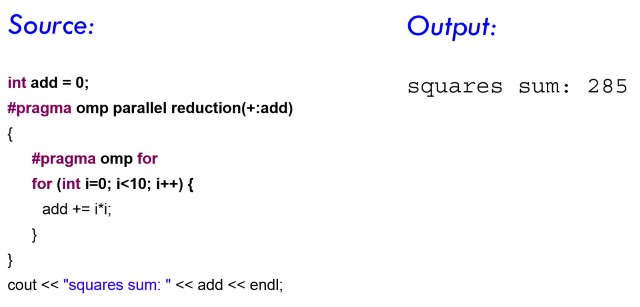 Source:
int add = 0;
#pragma omp parallel reduction(+:add)
{
#pragma omp for
for (int i=0; i<10; i++) {
add += i*i;
}
}
cout << "squares sum: " << add << endl;
Output:
squares sum: 285